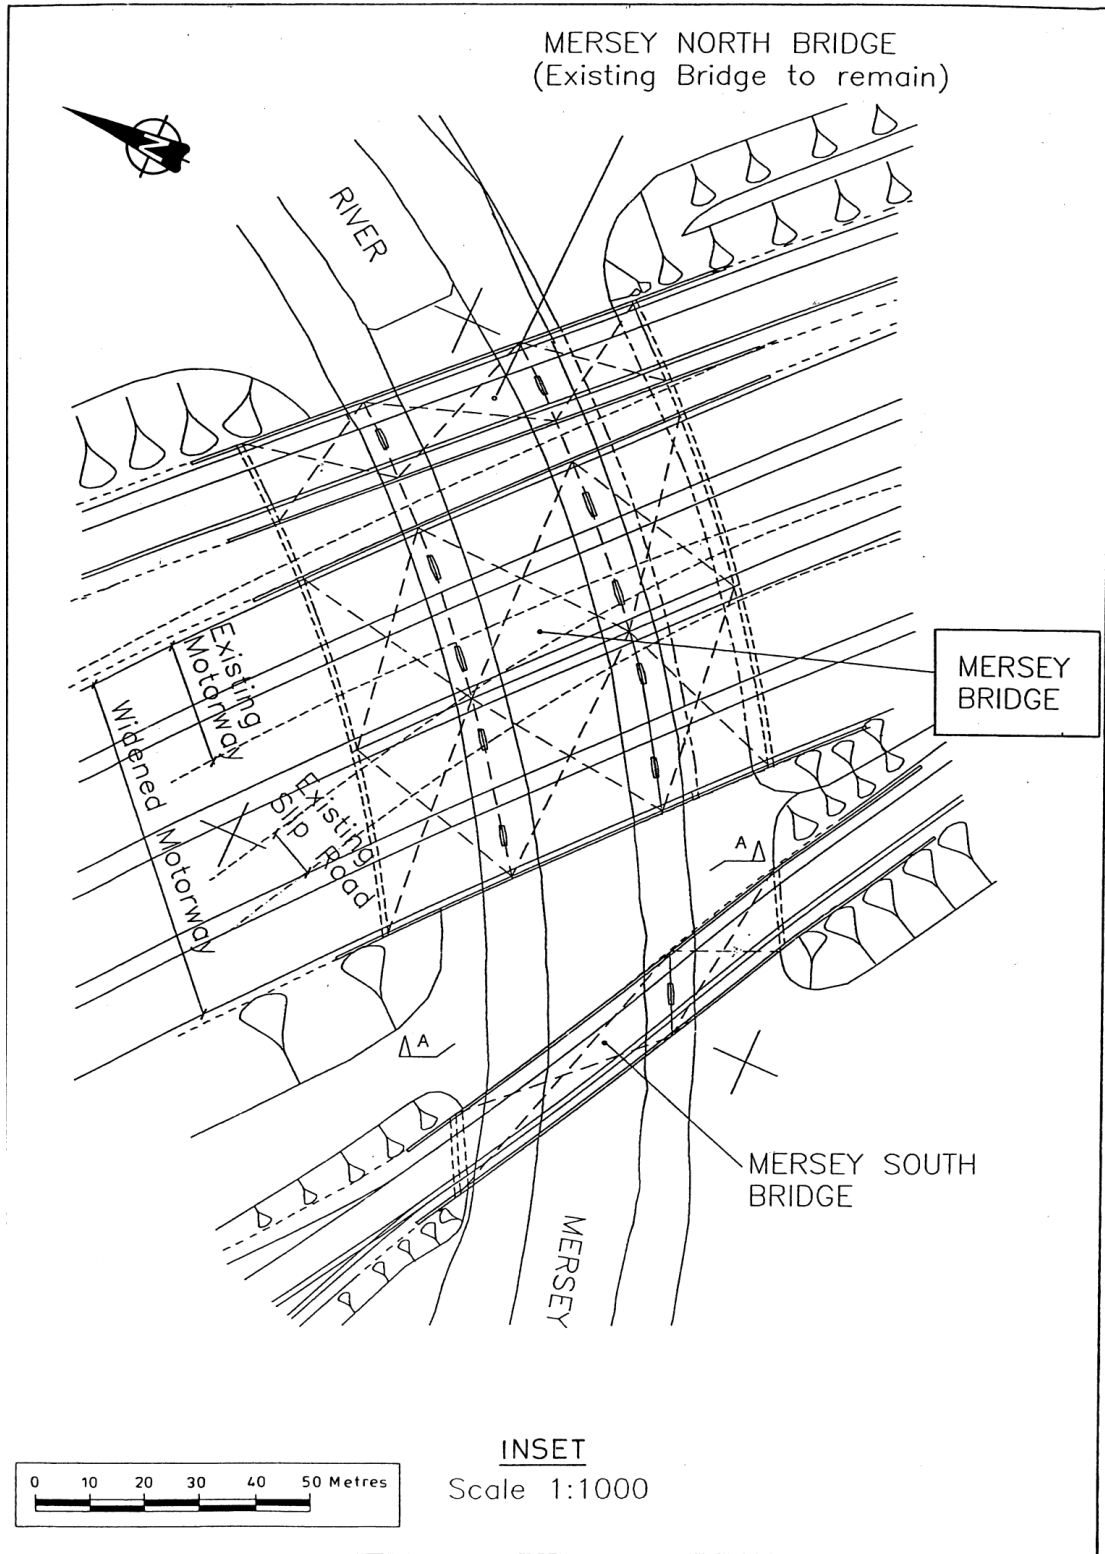 MERSEY NORTH BRIDGE
(Existing Bridge to remain)
N
RIVER
Existing
Motorway
Widened Motorway
Existing
Slip Road
MERSEY
BRIDGE
A
A
MERSEY SOUTH
BRIDGE
MERSEY
INSET
Scale 1:1000
0 10 20 30 40 50 Metres